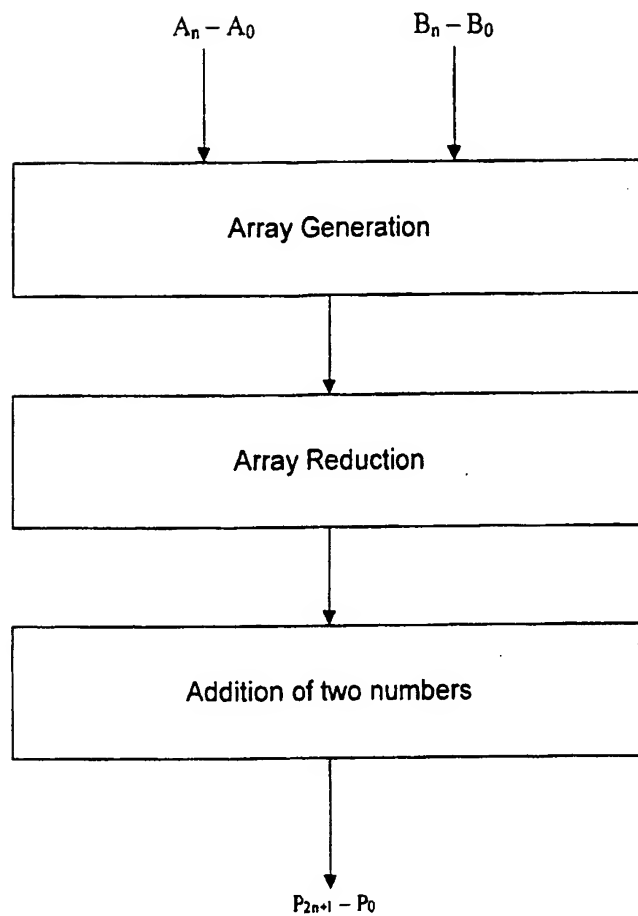 Aₙ – A₀ Bₙ – B₀
Array Generation
Array Reduction
Addition of two numbers
P₂ₙ₊₁ – P₀